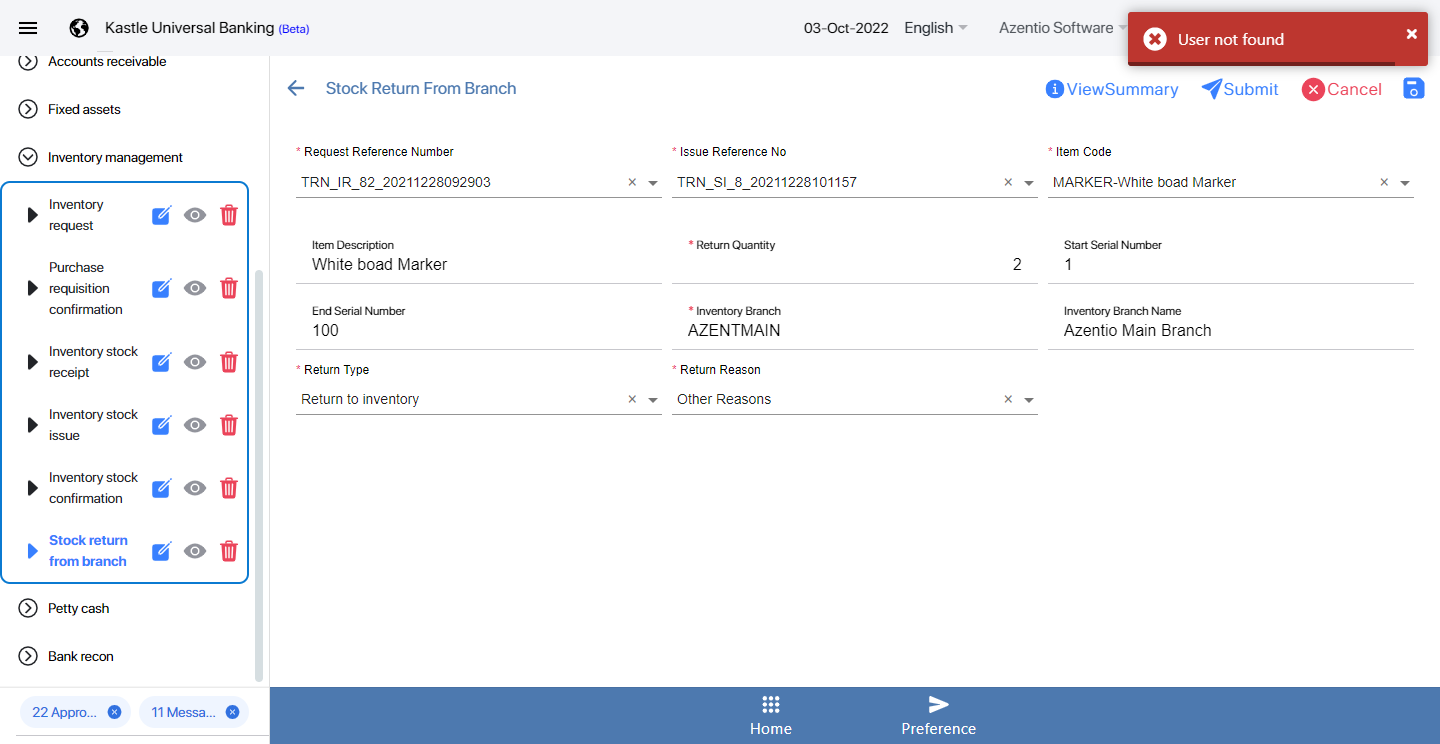 Kastle Universal Banking (Beta)
03-Oct-2022
English
Azentio Software
User not found
Accounts receivable
Fixed assets
Inventory management
Inventory
request
Purchase
requisition
confirmation
Inventory stock
receipt
Inventory stock
issue
Inventory stock
confirmation
Stock return
from branch
Petty cash
Bank recon
22 Appro...
11 Messa...
Stock Return From Branch
ViewSummary
Submit
Cancel
* Request Reference Number
TRN_IR_82_20211228092903
* Issue Reference No
TRN_SI_8_20211228101157
* Item Code
MARKER-White boad Marker
Item Description
White boad Marker
* Return Quantity
2
Start Serial Number
1
End Serial Number
100
* Inventory Branch
AZENTMAIN
Inventory Branch Name
Azentio Main Branch
* Return Type
Return to inventory
* Return Reason
Other Reasons
Home
Preference